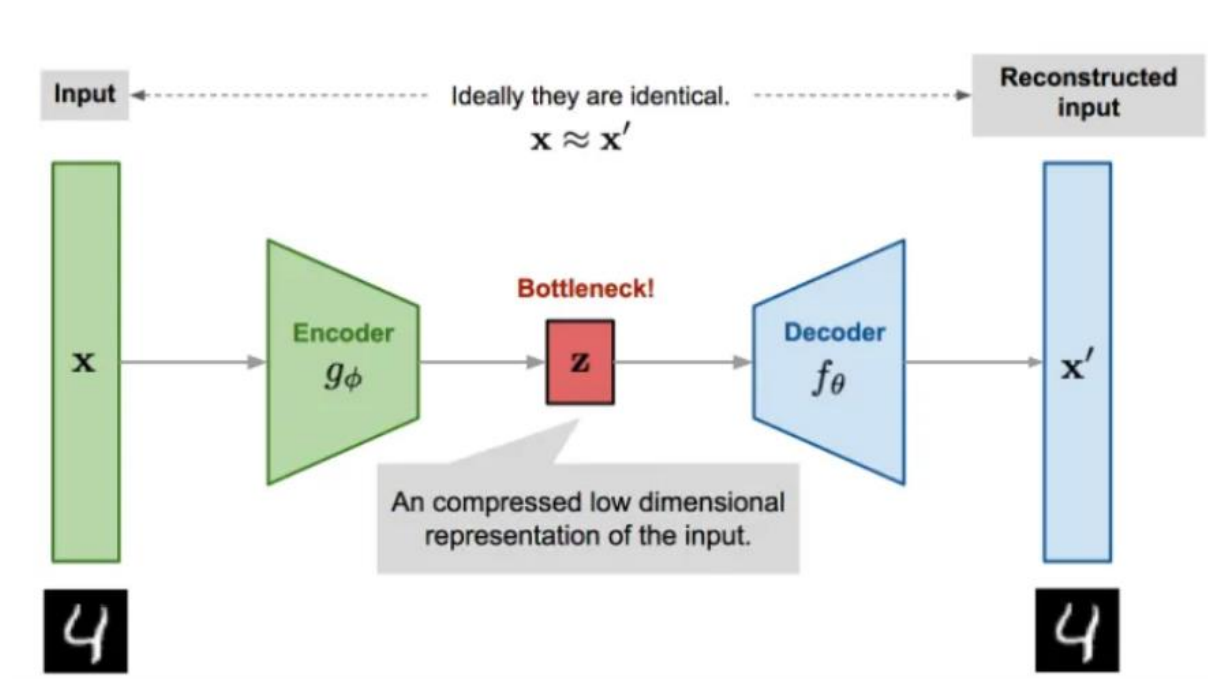 Input
Ideally they are identical.
x ≈ x′
Reconstructed
input
x
Encoder
gϕ
Bottleneck!
z
Decoder
fθ
x′
An compressed low dimensional
representation of the input.
4
4